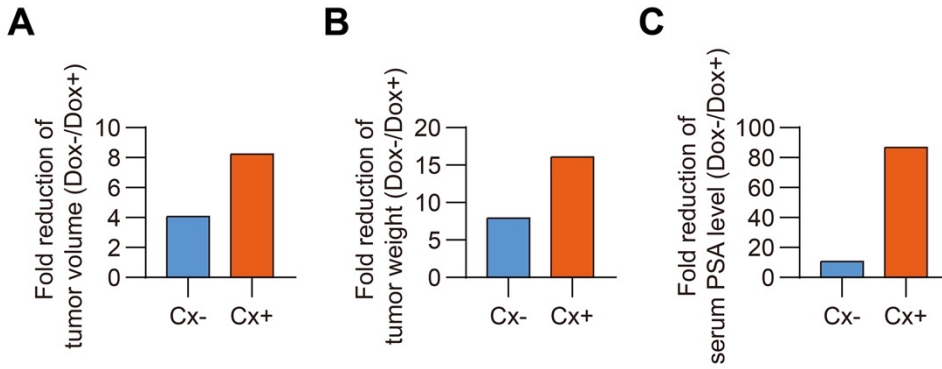 A
Fold reduction of
tumor volume (Dox-/Dox+)
10
8
6
4
2
0
Cx- Cx+
B
Fold reduction of
tumor weight (Dox-/Dox+)
20
15
10
5
0
Cx- Cx+
C
Fold reduction of
serum PSA level (Dox-/Dox+)
100
80
60
40
20
0
Cx- Cx+